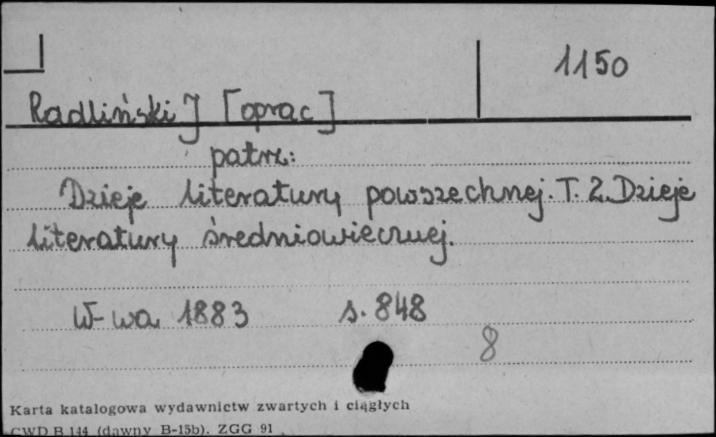 1150
Radliński J [oprac]
patrz:
Dzieje literatury powszechnej. T. 2. Dzieje
literatury średniowiecznej.
W-wa 1883 s. 848
8
Karta katalogowa wydawnictw zwartych i ciągłych
CWD B 144 (dawny B-15b). ZGG 91